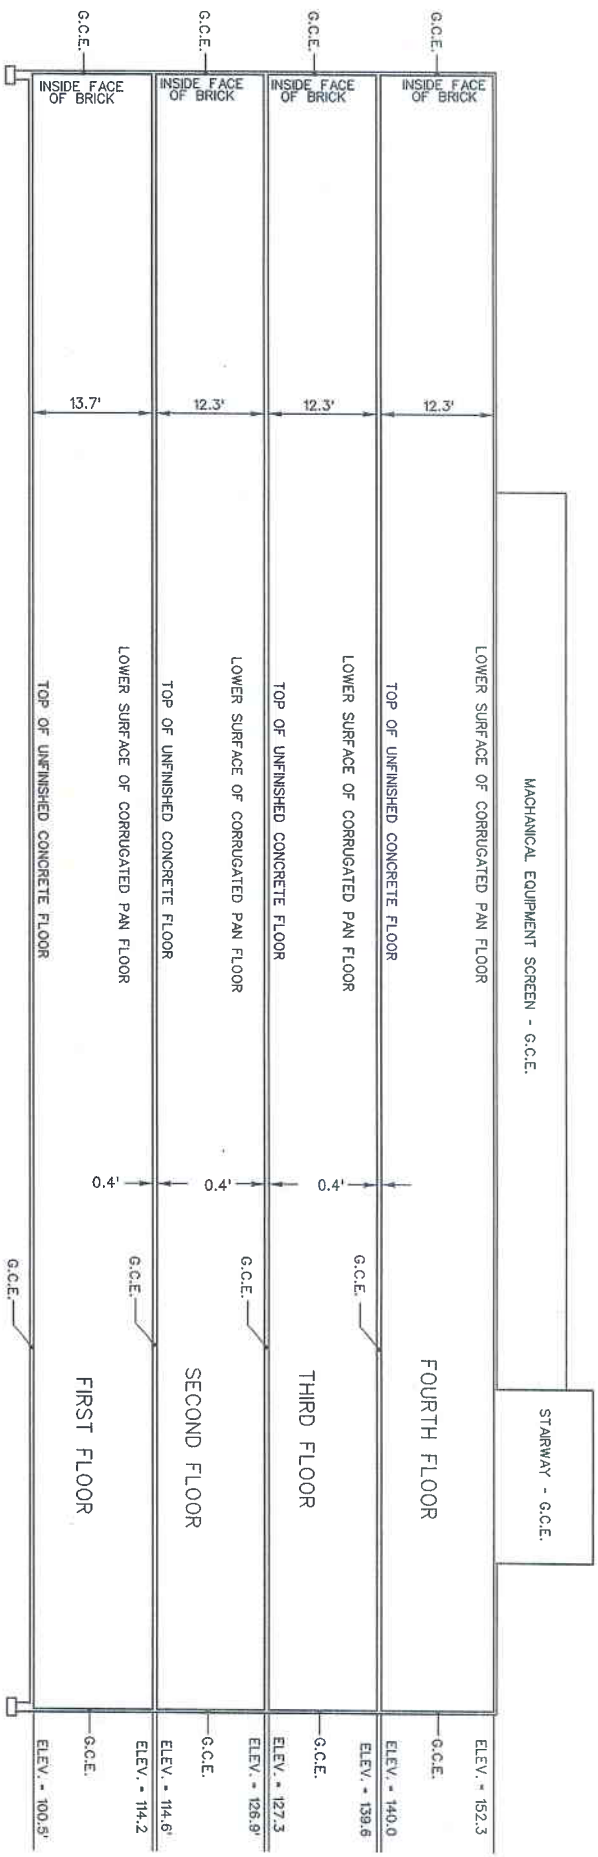 MACHANICAL EQUIPMENT SCREEN - G.C.E.
STAIRWAY - G.C.E.
G.C.E.
INSIDE FACE
OF BRICK
12.3'
LOWER SURFACE OF CORRUGATED PAN FLOOR
TOP OF UNFINISHED CONCRETE FLOOR
FOURTH FLOOR
G.C.E.
G.C.E.
ELEV. = 152.3
ELEV. = 140.0
0.4'
G.C.E.
INSIDE FACE
OF BRICK
12.3'
LOWER SURFACE OF CORRUGATED PAN FLOOR
TOP OF UNFINISHED CONCRETE FLOOR
THIRD FLOOR
G.C.E.
G.C.E.
ELEV. = 139.6
ELEV. = 127.3
0.4'
G.C.E.
INSIDE FACE
OF BRICK
12.3'
LOWER SURFACE OF CORRUGATED PAN FLOOR
TOP OF UNFINISHED CONCRETE FLOOR
SECOND FLOOR
G.C.E.
G.C.E.
ELEV. = 126.9'
ELEV. = 114.6'
0.4'
G.C.E.
INSIDE FACE
OF BRICK
13.7'
LOWER SURFACE OF CORRUGATED PAN FLOOR
TOP OF UNFINISHED CONCRETE FLOOR
FIRST FLOOR
G.C.E.
G.C.E.
ELEV. = 114.2
ELEV. = 100.5'